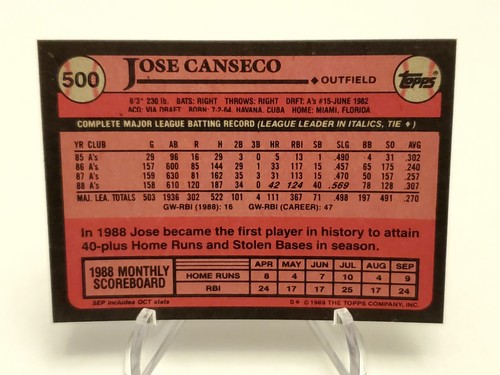 500
JOSE CANSECO
◆ OUTFIELD
TOPPS
6'3" 230 lb. BATS: RIGHT THROWS: RIGHT DRFT: A's #15-JUNE 1982
ACQ: VIA DRAFT BORN: 7-2-64, HAVANA, CUBA HOME: MIAMI, FLORIDA
COMPLETE MAJOR LEAGUE BATTING RECORD (LEAGUE LEADER IN ITALICS, TIE ♦)
YR CLUB G AB R H 2B 3B HR RBI SB SLG BB SO AVG
85 A's 29 96 16 29 3 0 5 13 1 .490 4 31 .302
86 A's 157 600 85 144 29 1 33 117 15 .457 65 175 .240
87 A's 159 630 81 162 35 3 31 113 15 .470 50 157 .257
88 A's 158 610 120 187 34 0 42 124 40 .569 78 128 .307
MAJ. LEA. TOTALS 503 1936 302 522 101 4 111 367 71 .498 197 491 .270
GW-RBI (1988): 16 GW-RBI (CAREER): 47
In 1988 Jose became the first player in history to attain
40-plus Home Runs and Stolen Bases in season.
1988 MONTHLY SCOREBOARD
APR MAY JUN JUL AUG SEP
HOME RUNS 8 4 7 10 4 9
RBI 24 17 17 25 17 24
SEP includes OCT stats
D* © 1989 THE TOPPS COMPANY, INC.